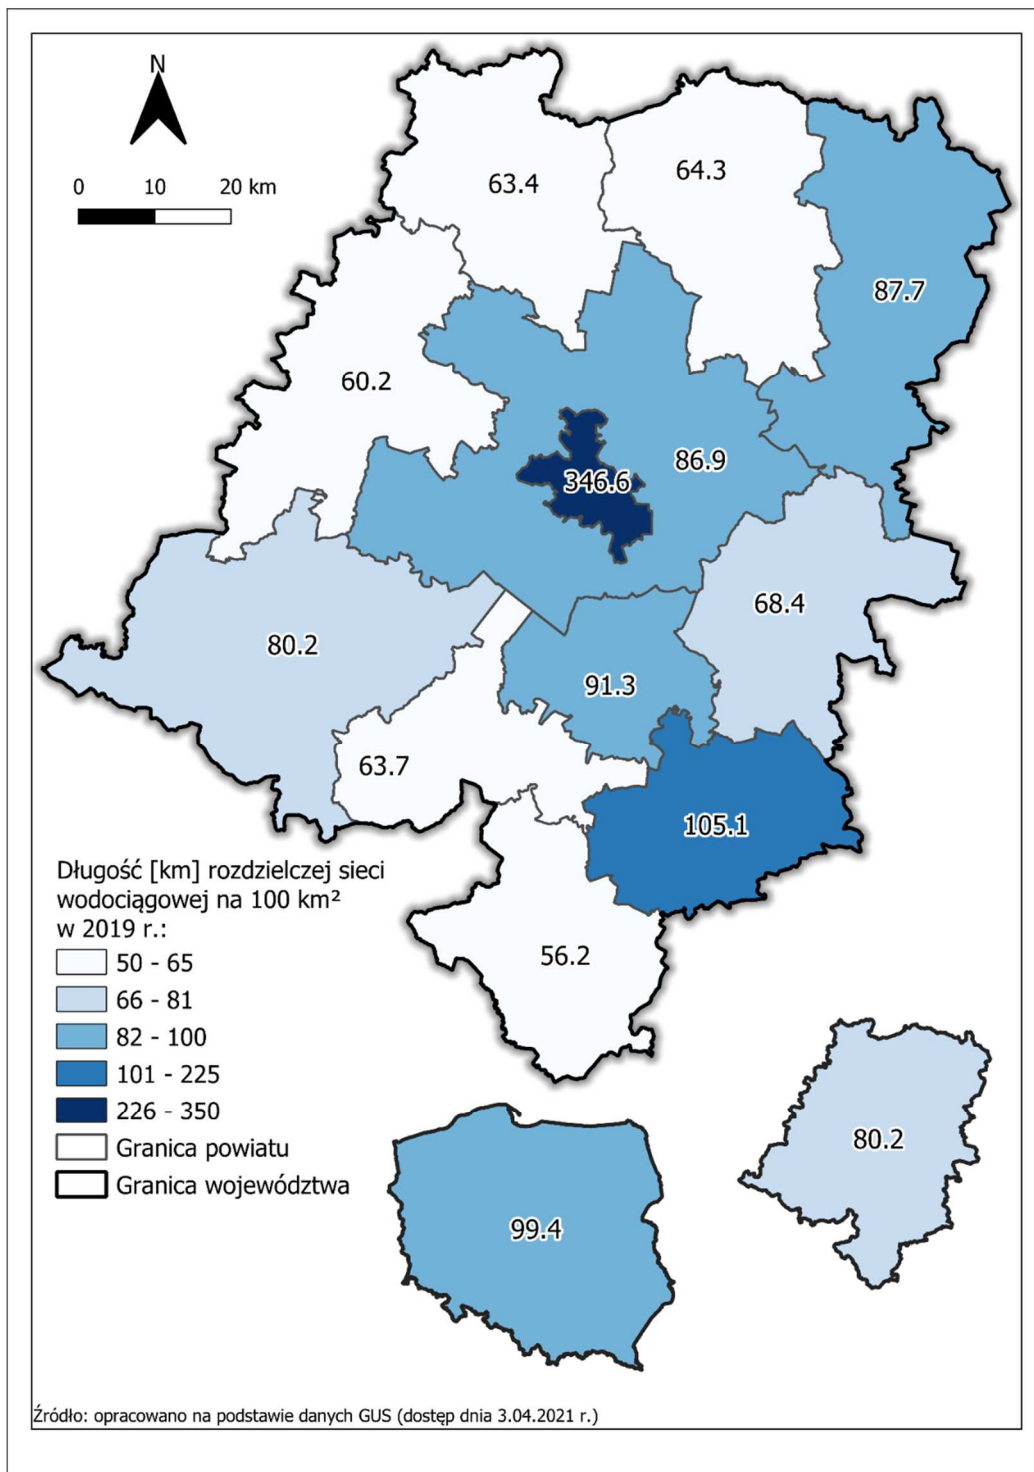 N
0 10 20 km
63.4
64.3
87.7
60.2
86.9
346.6
68.4
80.2
91.3
63.7
105.1
56.2
Długość [km] rozdzielczej sieci
wodociągowej na 100 km²
w 2019 r.:
50 - 65
66 - 81
82 - 100
101 - 225
226 - 350
Granica powiatu
Granica województwa
80.2
99.4
Źródło: opracowano na podstawie danych GUS (dostęp dnia 3.04.2021 r.)